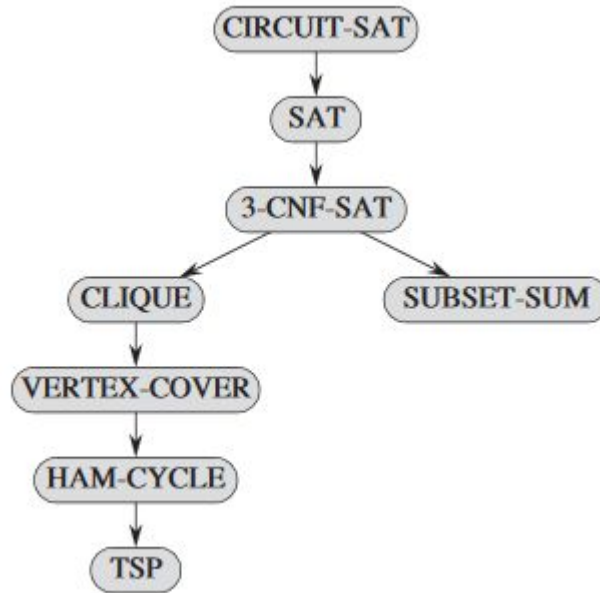 CIRCUIT-SAT
SAT
3-CNF-SAT
CLIQUE
SUBSET-SUM
VERTEX-COVER
HAM-CYCLE
TSP